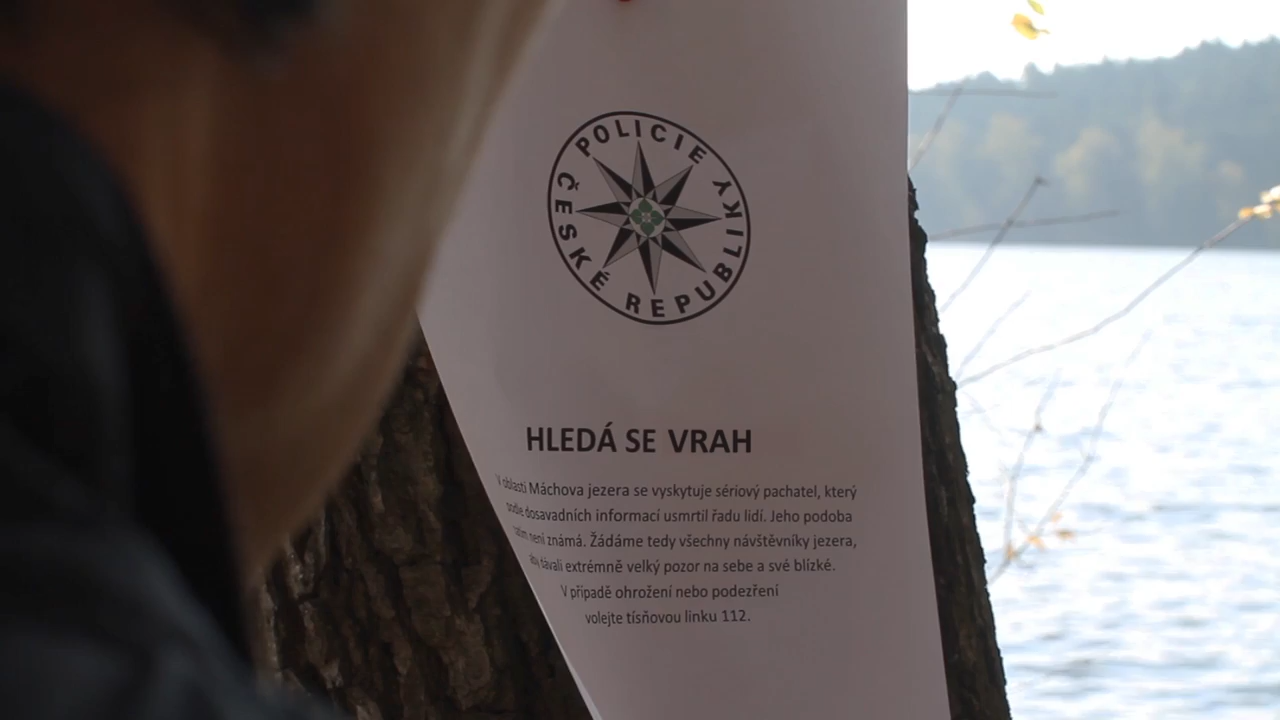 POLICIE
ČESKÉ REPUBLIKY
HLEDÁ SE VRAH
V oblasti Máchova jezera se vyskytuje sériový pachatel, který
podle dosavadních informací usmrtil řadu lidí. Jeho podoba
zatím není známá. Žádáme tedy všechny návštěvníky jezera,
aby dávali extrémně velký pozor na sebe a své blízké.
V případě ohrožení nebo podezření
volejte tísňovou linku 112.